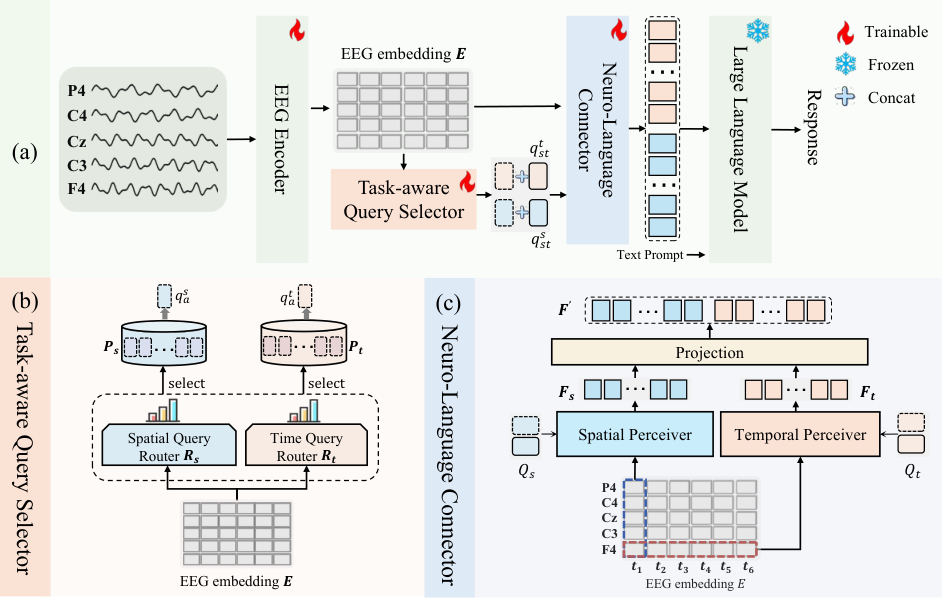 (a)
P4
C4
Cz
C3
F4
EEG Encoder
EEG embedding E
Task-aware
Query Selector
q_st^t
q_st^s
Neuro-Language
Connector
Text Prompt
Large Language Model
Response
Trainable
Frozen
Concat
(b)
Task-aware Query Selector
q_a^s
q_a^t
P_s
P_t
select
select
Spatial Query
Router R_s
Time Query
Router R_t
EEG embedding E
(c)
Neuro-Language Connector
F'
Projection
F_s
F_t
Spatial Perceiver
Temporal Perceiver
Q_s
Q_t
P4
C4
Cz
C3
F4
t_1 t_2 t_3 t_4 t_5 t_6
EEG embedding E